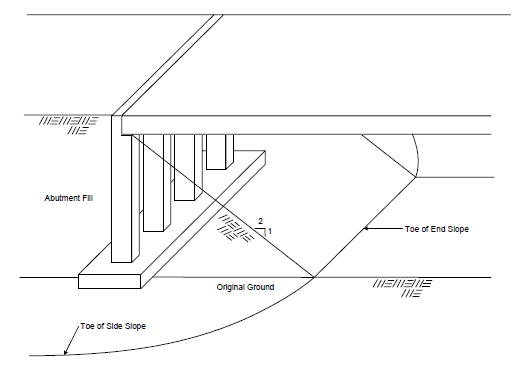 Abutment Fill
2
1
Toe of End Slope
Original Ground
Toe of Side Slope